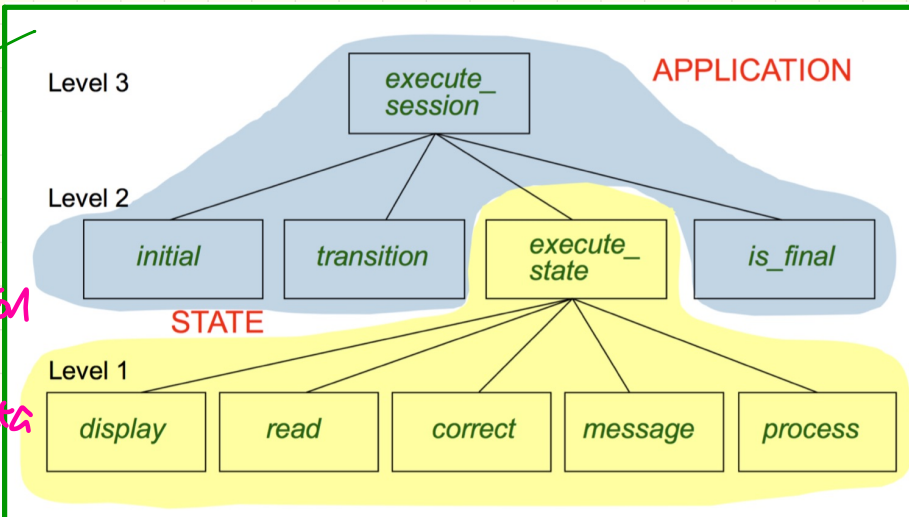 Level 3
execute_
session
APPLICATION
Level 2
initial
transition
execute_
state
is_final
STATE
Level 1
display
read
correct
message
process